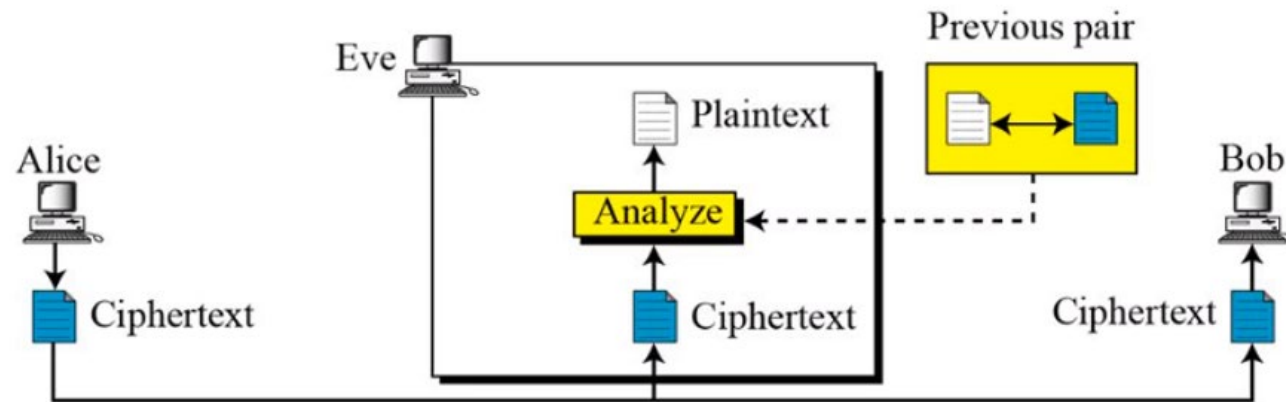 Previous pair
Eve
Plaintext
Alice
Bob
Analyze
Ciphertext
Ciphertext
Ciphertext